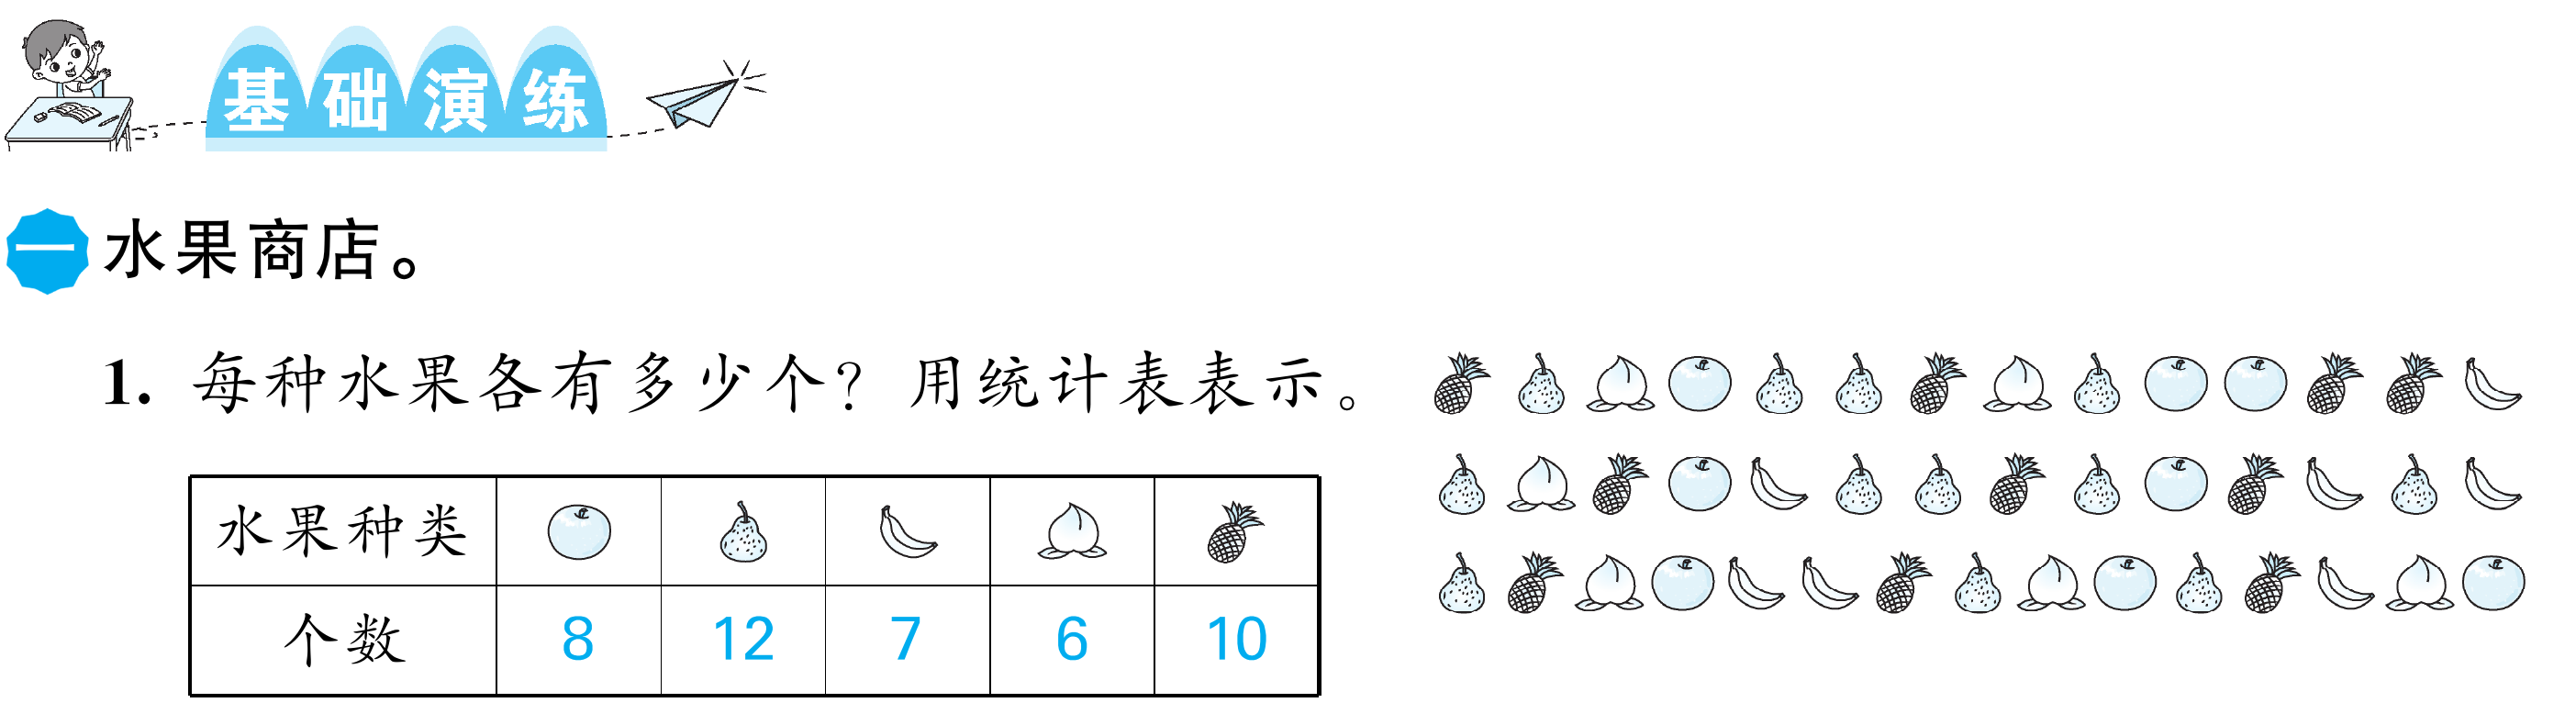 基础演练
一 水果商店。
1. 每种水果各有多少个？用统计表表示。
水果种类
个数 8 12 7 6 10